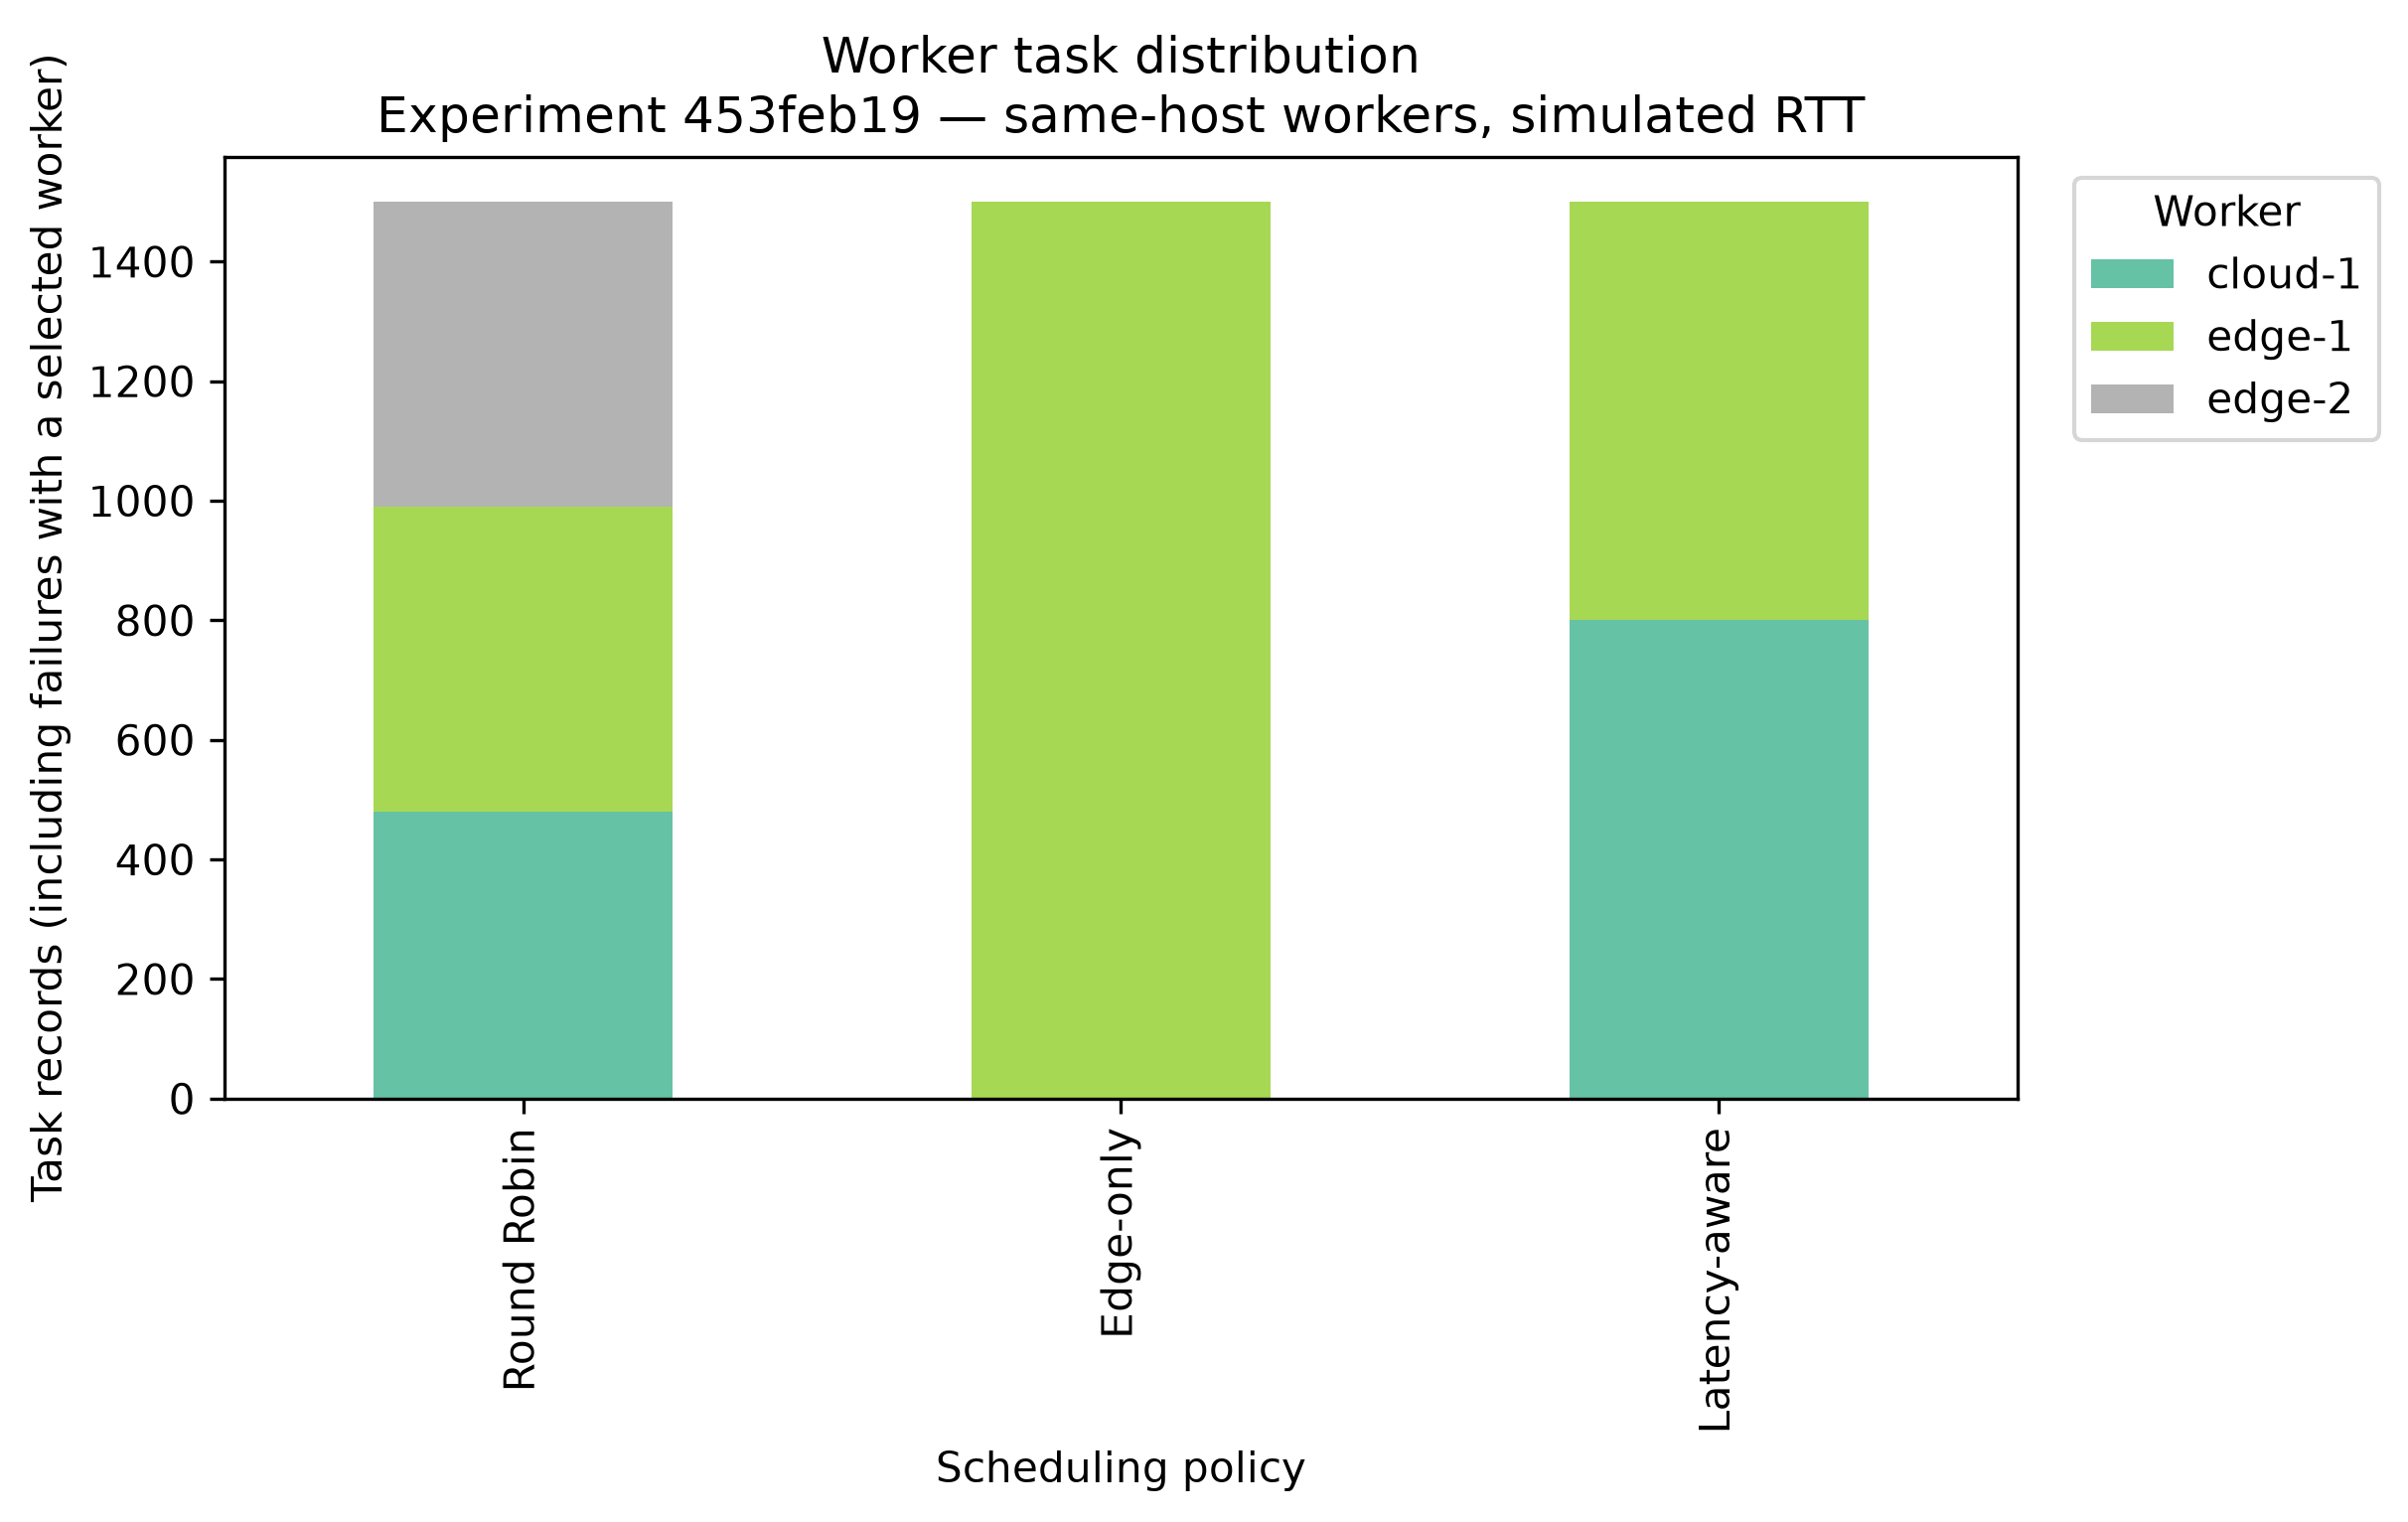 Worker task distribution
Experiment 453feb19 — same-host workers, simulated RTT
Task records (including failures with a selected worker)
1400
1200
1000
800
600
400
200
0
Round Robin
Edge-only
Latency-aware
Scheduling policy
Worker
cloud-1
edge-1
edge-2